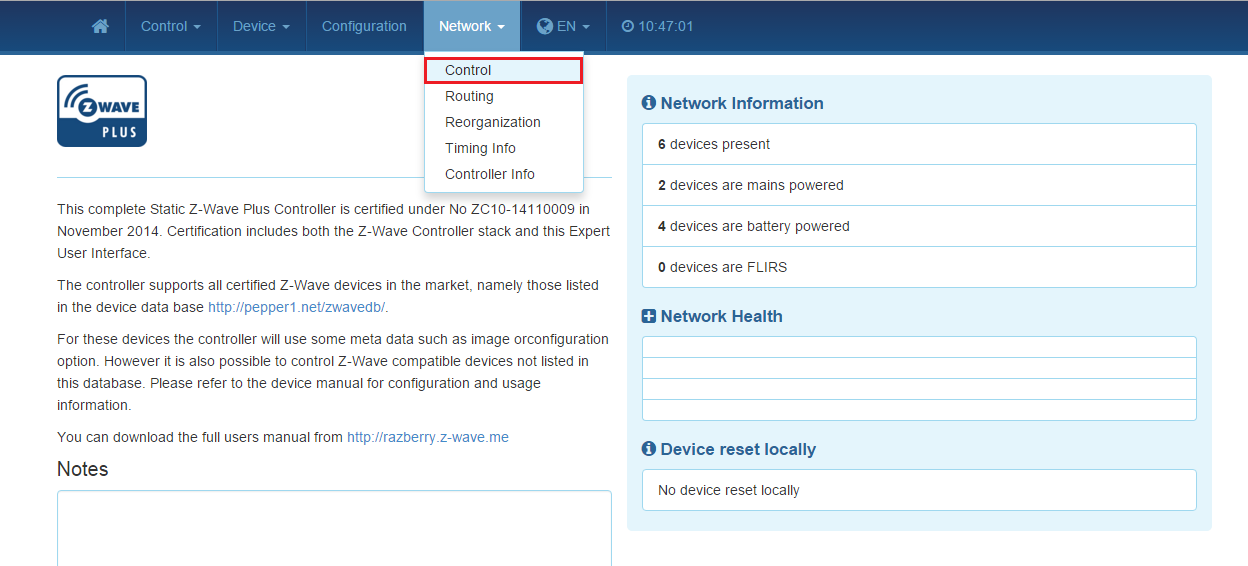 Control Device Configuration Network EN 10:47:01
Control
Routing
Reorganization
Timing Info
Controller Info
Z WAVE
PLUS
This complete Static Z-Wave Plus Controller is certified under No ZC10-14110009 in
November 2014. Certification includes both the Z-Wave Controller stack and this Expert
User Interface.
The controller supports all certified Z-Wave devices in the market, namely those listed
in the device data base http://pepper1.net/zwavedb/.
For these devices the controller will use some meta data such as image orconfiguration
option. However it is also possible to control Z-Wave compatible devices not listed in
this database. Please refer to the device manual for configuration and usage
information.
You can download the full users manual from http://razberry.z-wave.me
Notes
Network Information
6 devices present
2 devices are mains powered
4 devices are battery powered
0 devices are FLIRS
Network Health
Device reset locally
No device reset locally